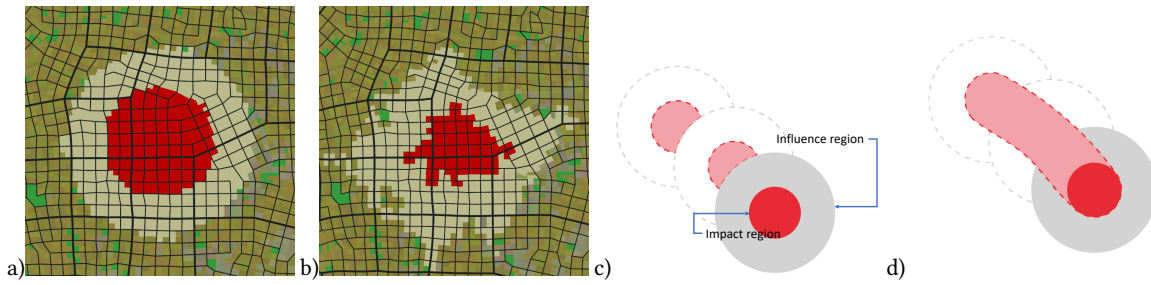 Influence region
Impact region
a)
b)
c)
d)